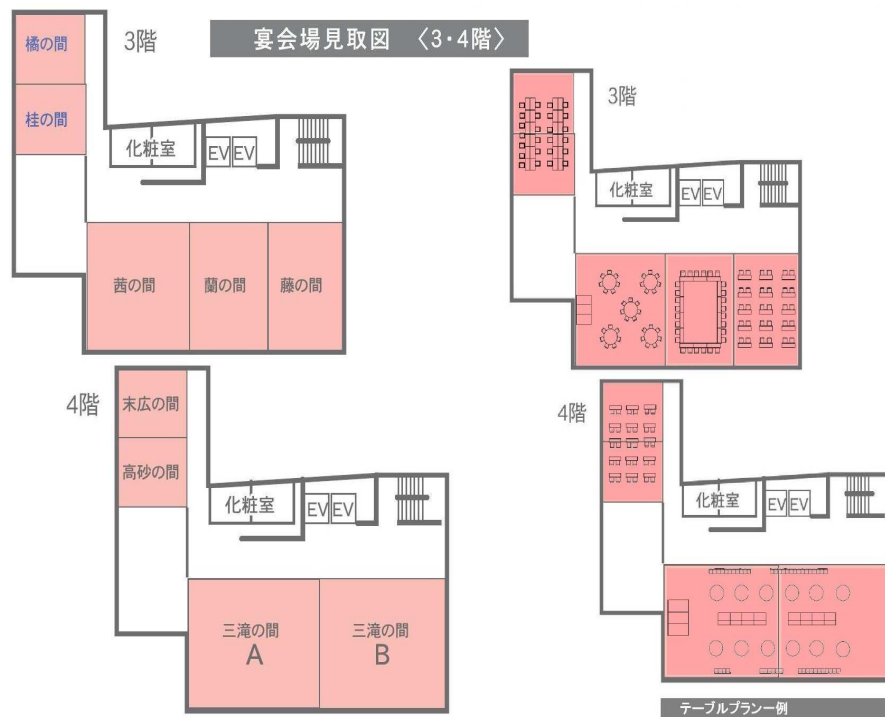 宴会場見取図 〈3・4階〉
3階
橘の間
桂の間
化粧室
EV EV
茜の間
蘭の間
藤の間
3階
化粧室
EV EV
4階
末広の間
高砂の間
化粧室
EV EV
三滝の間
A
三滝の間
B
4階
化粧室
EV EV
テーブルプラン一例